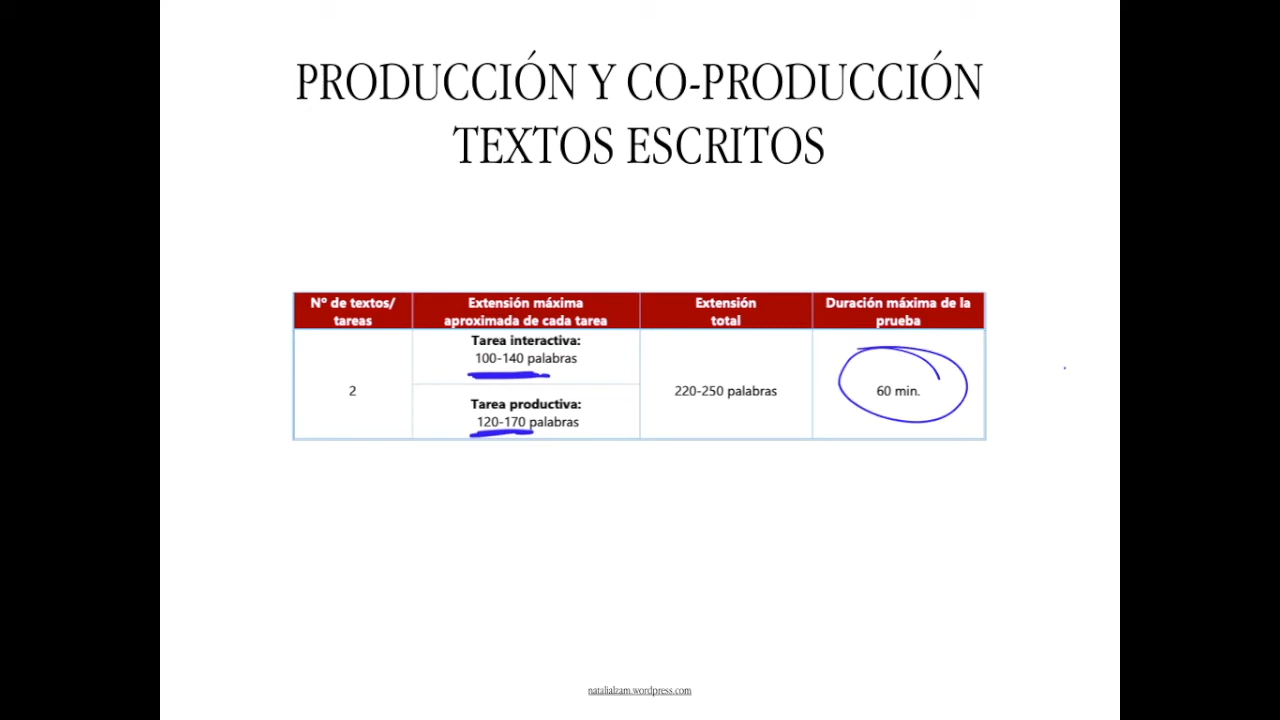 PRODUCCIÓN Y CO-PRODUCCIÓN
TEXTOS ESCRITOS
Nº de textos/
tareas
Extensión máxima
aproximada de cada tarea
Extensión
total
Duración máxima de la
prueba
2
Tarea interactiva:
100-140 palabras
Tarea productiva:
120-170 palabras
220-250 palabras
60 min.
natalialzam.wordpress.com